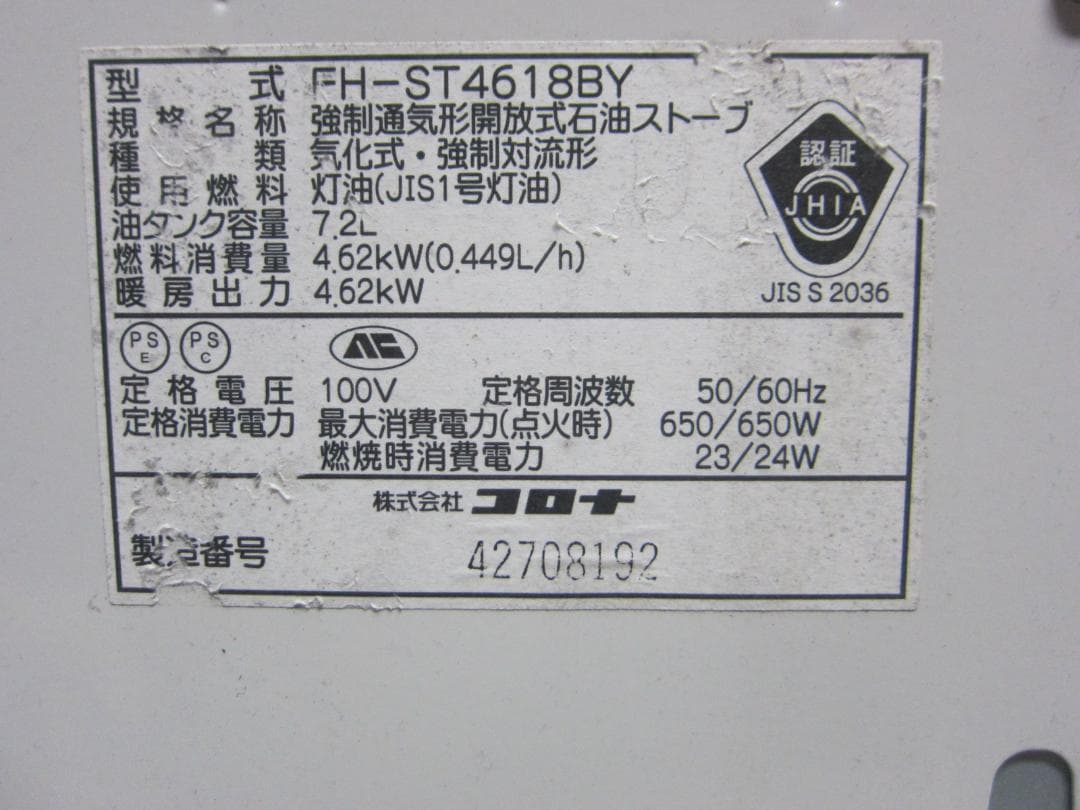 型式 FH-ST4618BY
規格名称 強制通気形開放式石油ストーブ
種類 気化式・強制対流形
使用燃料 灯油(JIS1号灯油)
油タンク容量 7.2L
燃料消費量 4.62kW(0.449L/h)
暖房出力 4.62kW
認証
JHIA
JIS S 2036
PS E PS C
定格電圧 100V 定格周波数 50/60Hz
定格消費電力 最大消費電力(点火時) 650/650W
燃焼時消費電力 23/24W
株式会社 コロナ
製造番号 42708192